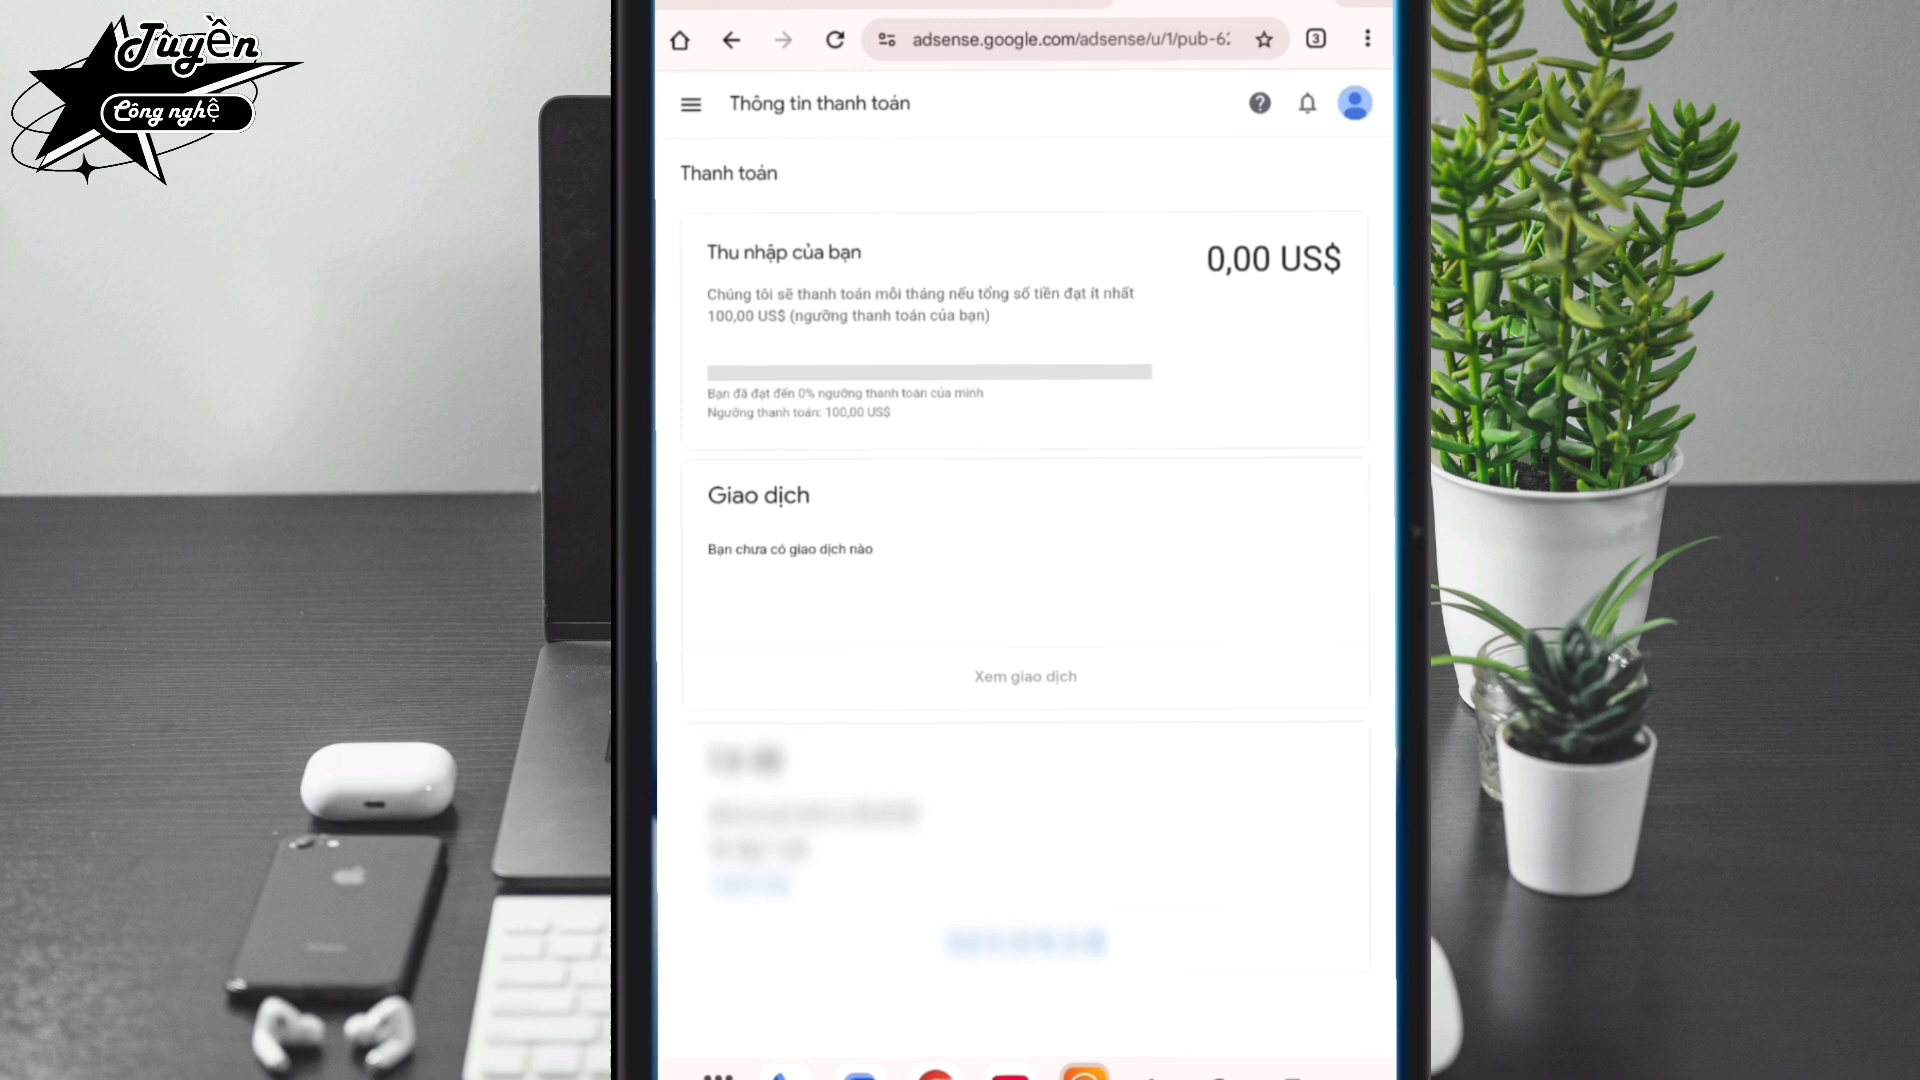 Tuyền
Công nghệ
adsense.google.com/adsense/u/1/pub-6
3
Thông tin thanh toán
Thanh toán
Thu nhập của bạn
0,00 US$
Chúng tôi sẽ thanh toán mỗi tháng nếu tổng số tiền đạt ít nhất
100,00 US$ (ngưỡng thanh toán của bạn)
Bạn đã đạt đến 0% ngưỡng thanh toán của mình
Ngưỡng thanh toán: 100,00 US$
Giao dịch
Bạn chưa có giao dịch nào
Xem giao dịch